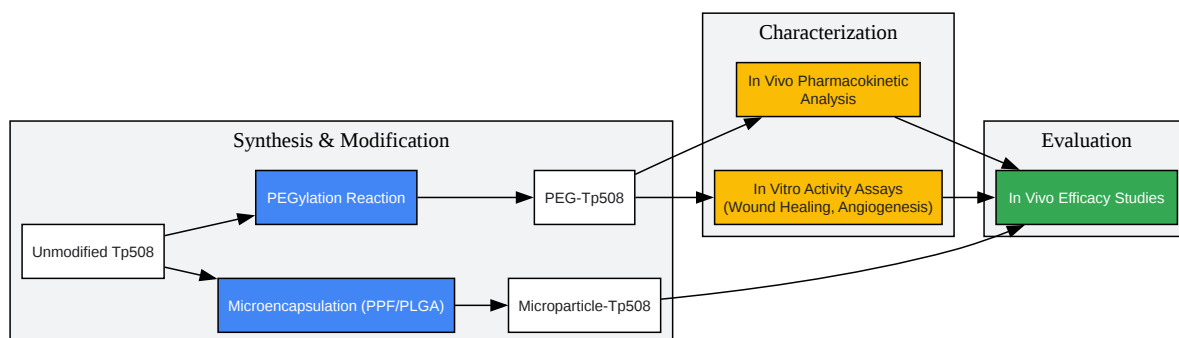 Characterization
In Vivo Pharmacokinetic
Analysis
Synthesis & Modification
Evaluation
PEGylation Reaction
PEG-Tp508
In Vitro Activity Assays
(Wound Healing, Angiogenesis)
In Vivo Efficacy Studies
Unmodified Tp508
Microencapsulation (PPF/PLGA)
Microparticle-Tp508